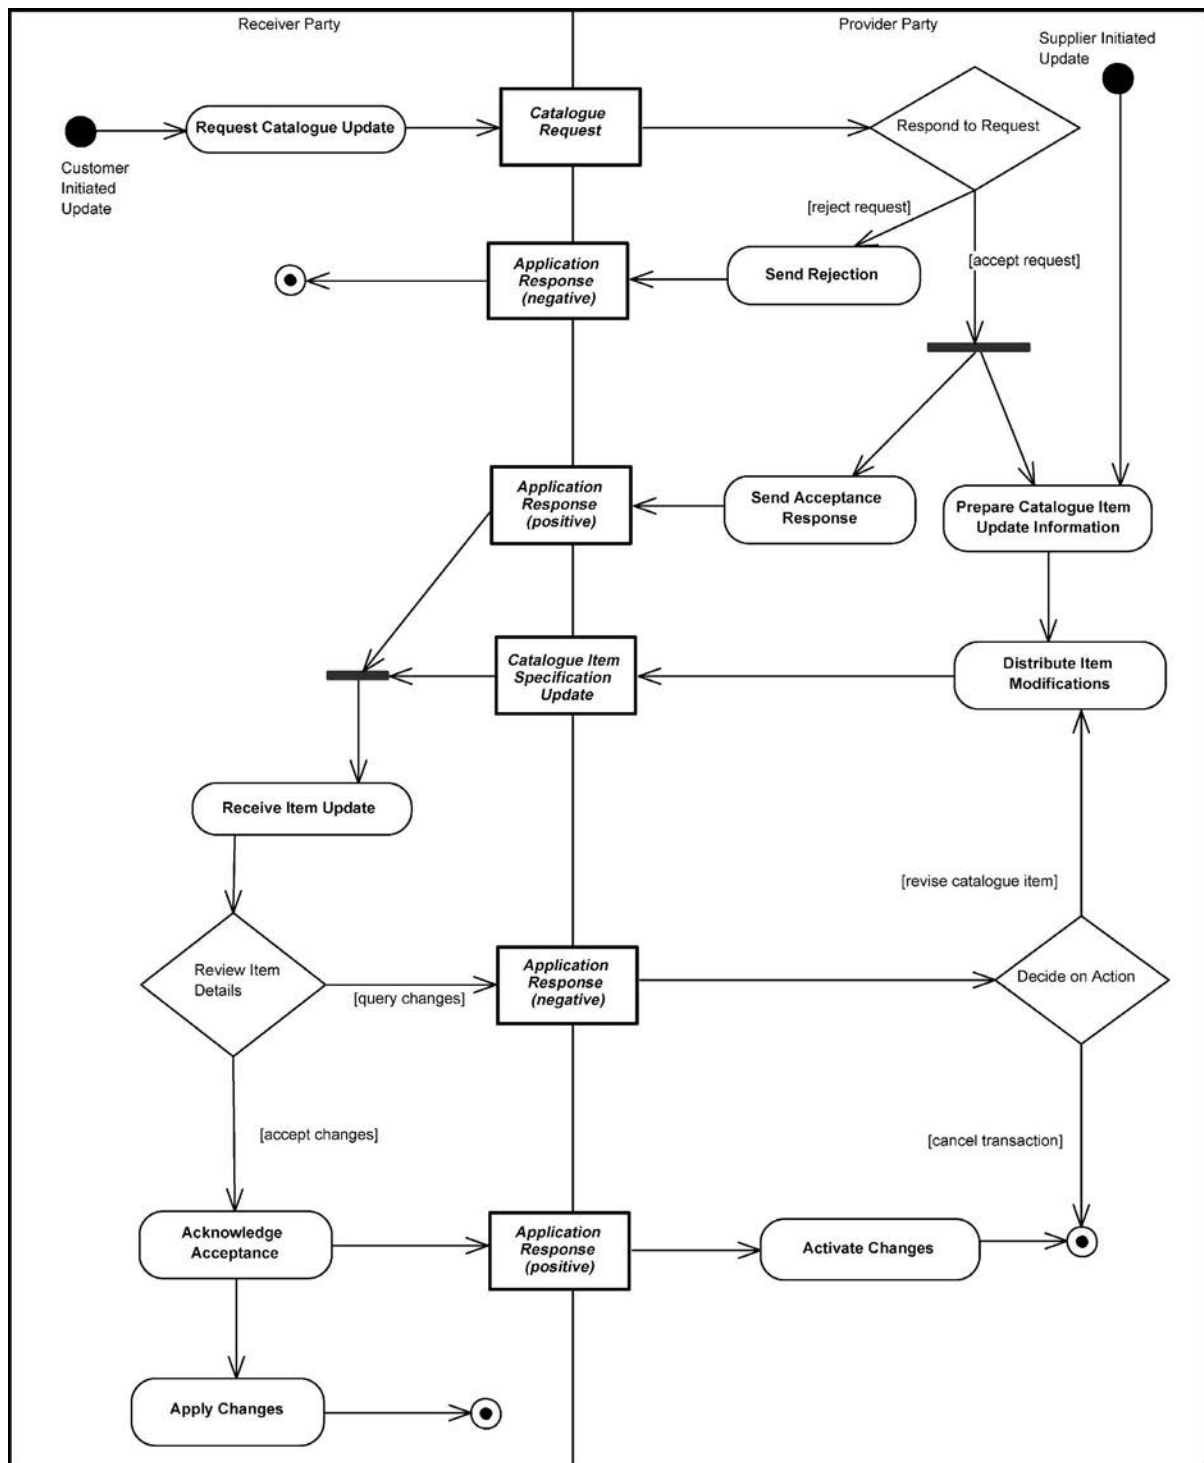 Receiver Party
Provider Party
Supplier Initiated
Update
Customer
Initiated
Update
Request Catalogue Update
Catalogue
Request
Respond to Request
[reject request]
[accept request]
Application
Response
(negative)
Send Rejection
Application
Response
(positive)
Send Acceptance
Response
Prepare Catalogue Item
Update Information
Catalogue Item
Specification
Update
Distribute Item
Modifications
Receive Item Update
[revise catalogue item]
Review Item
Details
[query changes]
Application
Response
(negative)
Decide on Action
[accept changes]
[cancel transaction]
Acknowledge
Acceptance
Application
Response
(positive)
Activate Changes
Apply Changes